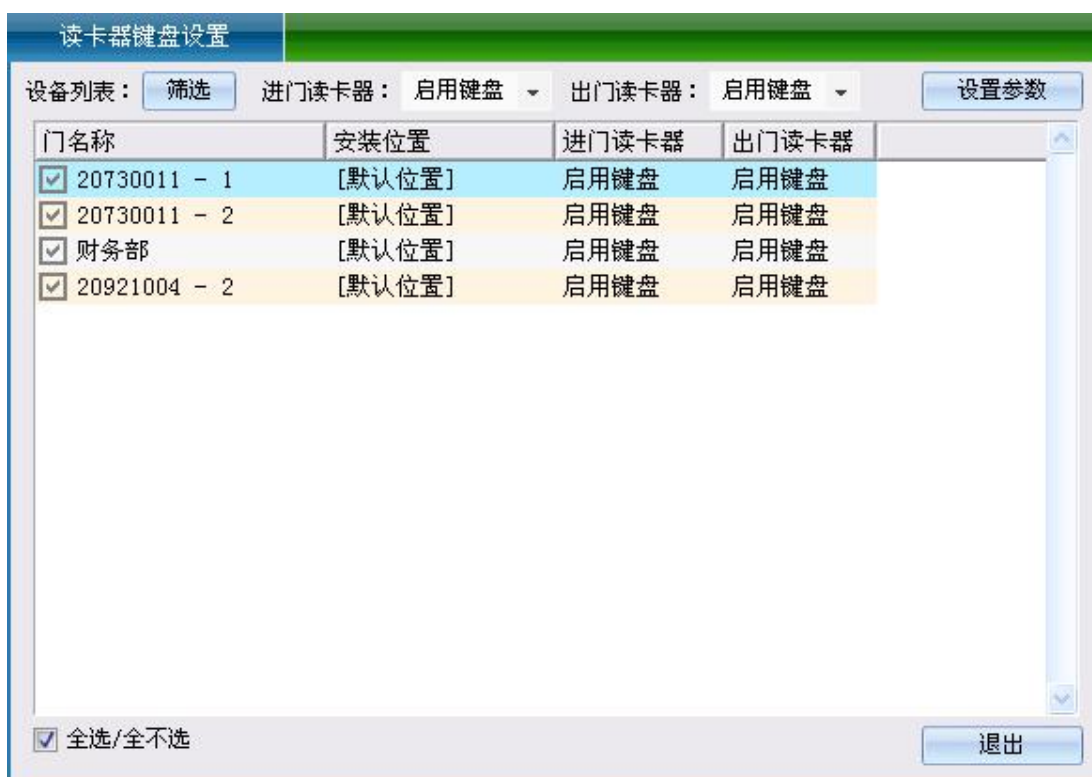 读卡器键盘设置
设备列表： 筛选 进门读卡器： 启用键盘 出门读卡器： 启用键盘 设置参数
门名称 安装位置 进门读卡器 出门读卡器
20730011 - 1 [默认位置] 启用键盘 启用键盘
20730011 - 2 [默认位置] 启用键盘 启用键盘
财务部 [默认位置] 启用键盘 启用键盘
20921004 - 2 [默认位置] 启用键盘 启用键盘
全选/全不选 退出